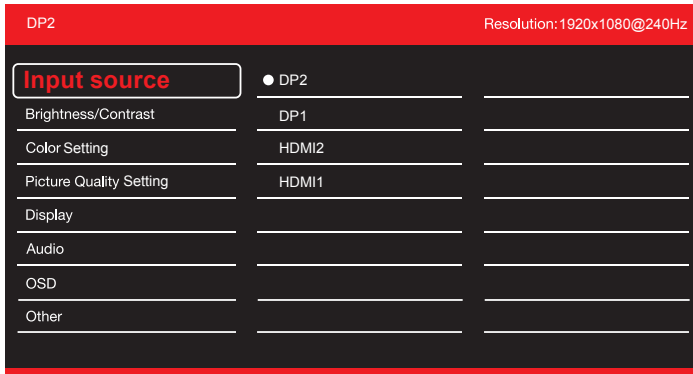 DP2
Resolution:1920x1080@240Hz
Input source
DP2
Brightness/Contrast
DP1
Color Setting
HDMI2
Picture Quality Setting
HDMI1
Display
Audio
OSD
Other